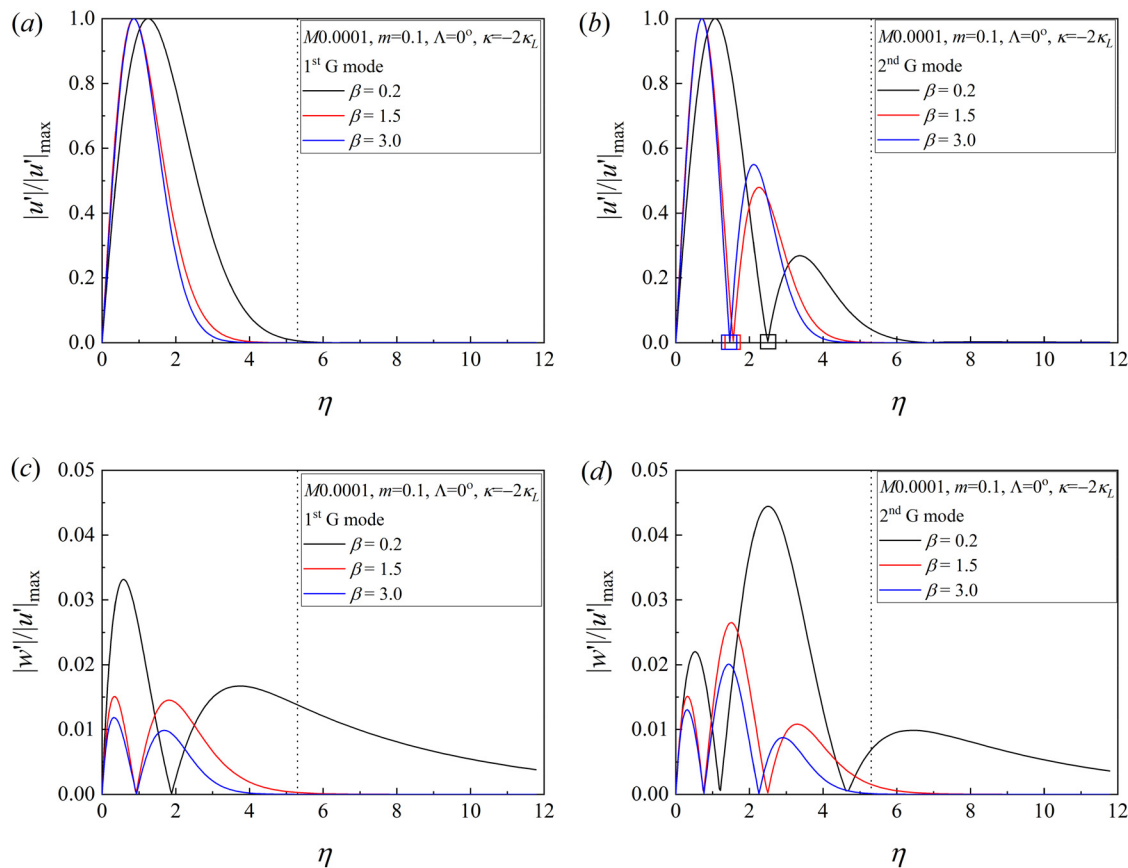 (a)
1.0
0.8
0.6
0.4
0.2
0.0
|u'|/|u'|max
M0.0001, m=0.1, Λ=0°, κ=−2κL
1st G mode
β = 0.2
β = 1.5
β = 3.0
0 2 4 6 8 10 12
η
(b)
1.0
0.8
0.6
0.4
0.2
0.0
|u'|/|u'|max
M0.0001, m=0.1, Λ=0°, κ=−2κL
2nd G mode
β = 0.2
β = 1.5
β = 3.0
0 2 4 6 8 10 12
η
(c)
0.05
0.04
0.03
0.02
0.01
0.00
|w'|/|u'|max
M0.0001, m=0.1, Λ=0°, κ=−2κL
1st G mode
β = 0.2
β = 1.5
β = 3.0
0 2 4 6 8 10 12
η
(d)
0.05
0.04
0.03
0.02
0.01
0.00
|w'|/|u'|max
M0.0001, m=0.1, Λ=0°, κ=−2κL
2nd G mode
β = 0.2
β = 1.5
β = 3.0
0 2 4 6 8 10 12
η